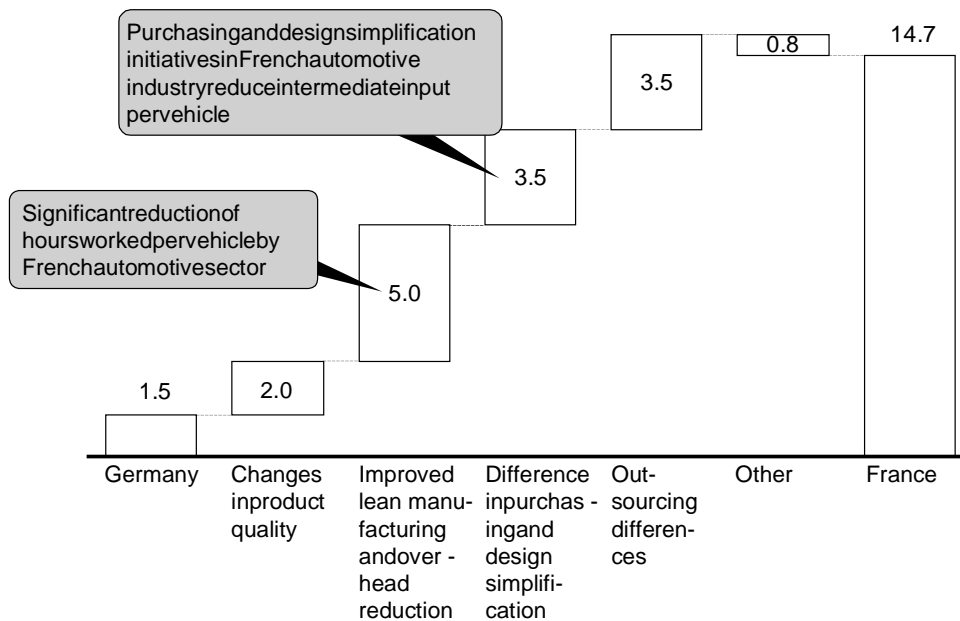 Purchasinganddesignsimplification
initiativesinFrenchautomotive
industryreduceintermediateinput
pervehicle
0.8
14.7
3.5
3.5
Significantreductionof
hoursworkedpervehicleby
Frenchautomotivesector
5.0
1.5
2.0
Germany
Changes
inproduct
quality
Improved
lean manu-
facturing
andover -
head
reduction
Difference
inpurchas -
ingand
design
simplifi-
cation
Out-
sourcing
differen-
ces
Other
France